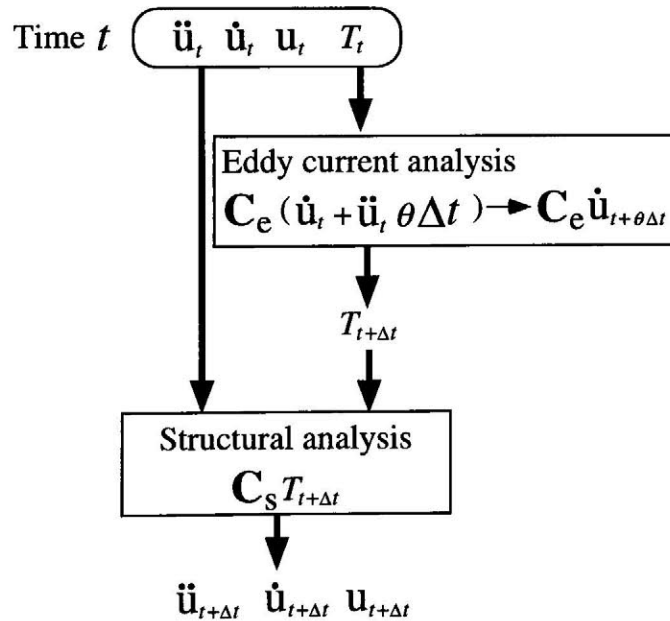 Time t ü_t u̇_t u_t T_t
Eddy current analysis
C_e (u̇_t + ü_t θΔt) → C_e u̇_{t+θΔt}
T_{t+Δt}
Structural analysis
C_s T_{t+Δt}
ü_{t+Δt} u̇_{t+Δt} u_{t+Δt}